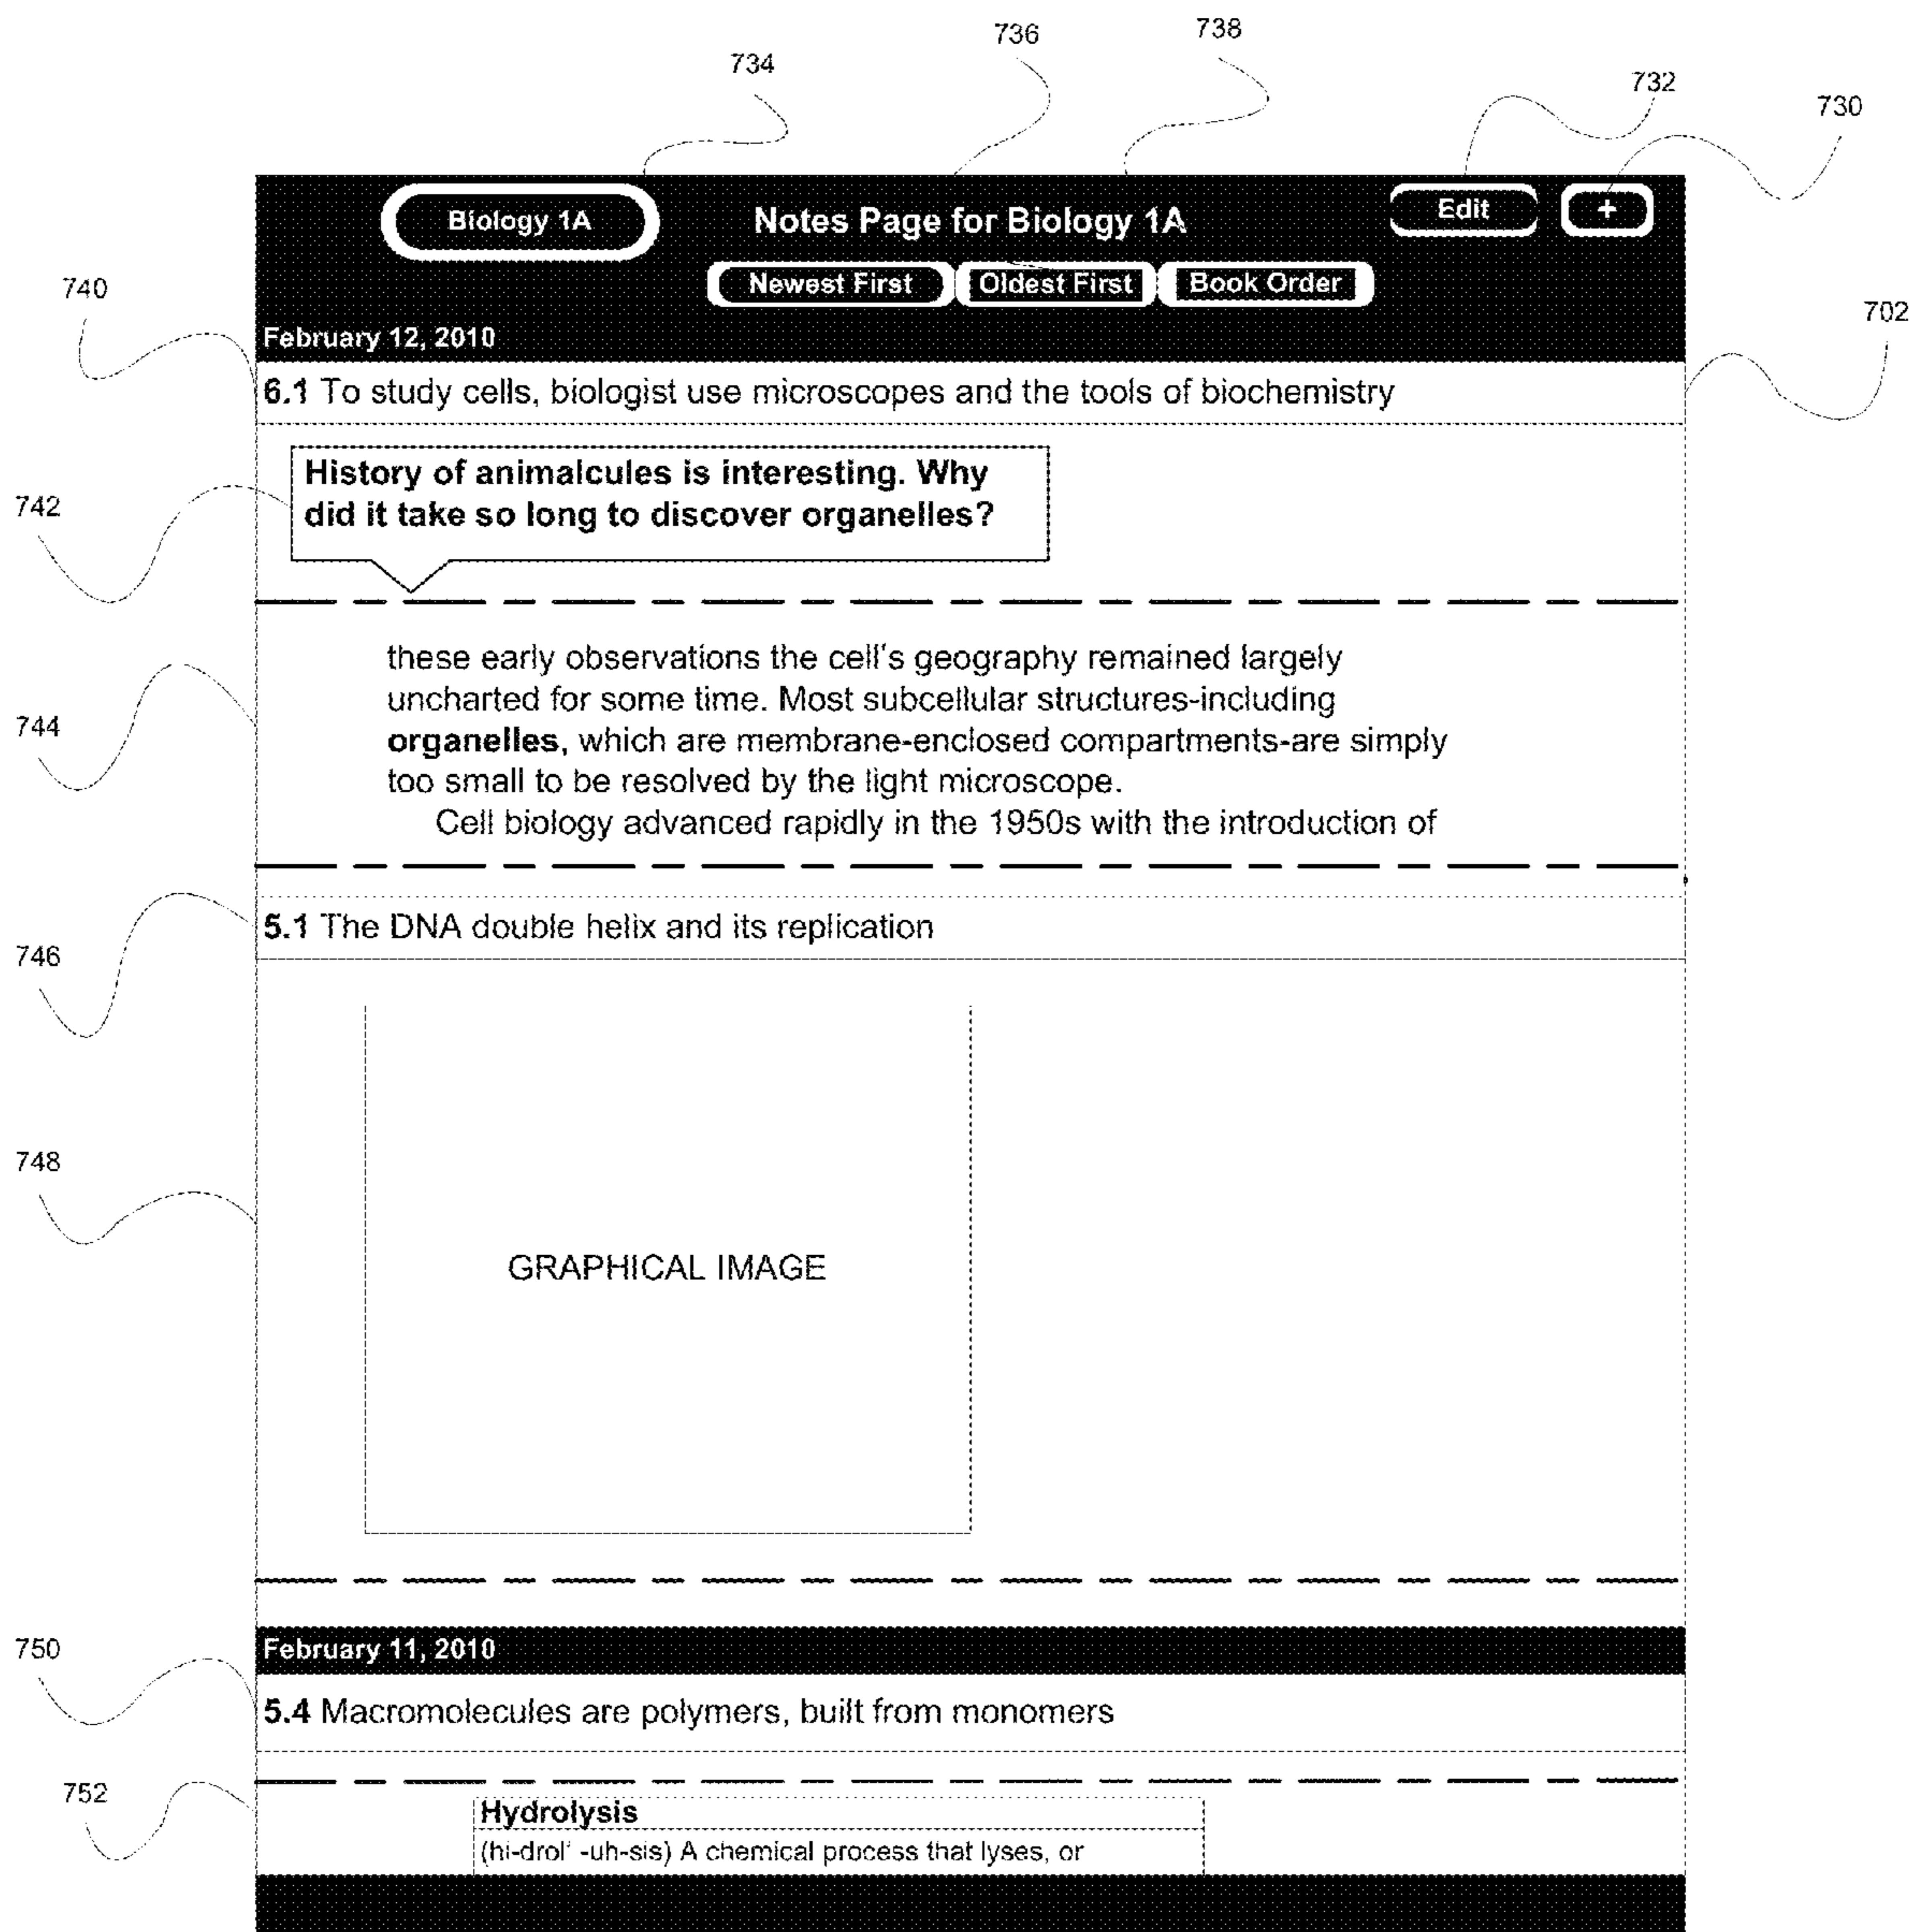 736
738
734
732
730
Biology 1A
Notes Page for Biology 1A
Edit
+
Newest First
Oldest First
Book Order
740
702
February 12, 2010
6.1 To study cells, biologist use microscopes and the tools of biochemistry
742
History of animalcules is interesting. Why
did it take so long to discover organelles?
744
these early observations the cell's geography remained largely
uncharted for some time. Most subcellular structures-including
organelles, which are membrane-enclosed compartments-are simply
too small to be resolved by the light microscope.
Cell biology advanced rapidly in the 1950s with the introduction of
746
5.1 The DNA double helix and its replication
748
GRAPHICAL IMAGE
750
February 11, 2010
5.4 Macromolecules are polymers, built from monomers
752
Hydrolysis
(hi-drol' -uh-sis) A chemical process that lyses, or